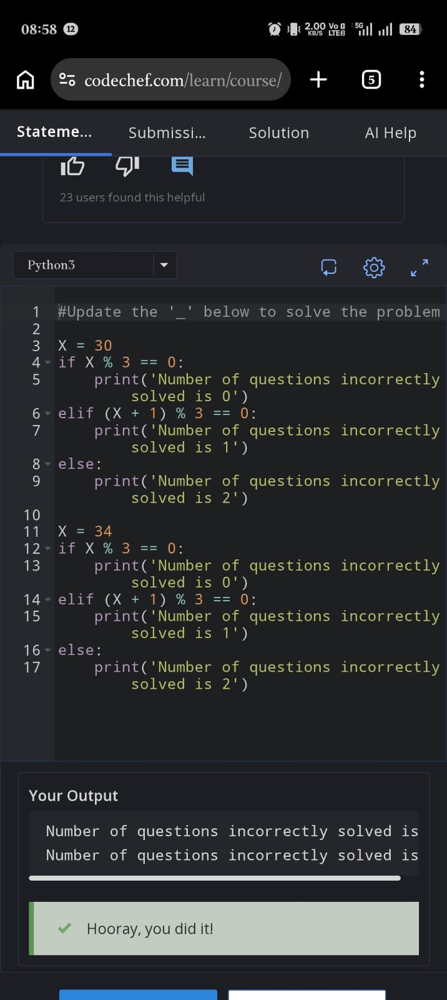 08:58 12 2.00 KB/S Vo LTE2 5G 84
codechef.com/learn/course/ 5
Stateme... Submissi... Solution AI Help
23 users found this helpful
Python3
1 #Update the '_' below to solve the problem
2
3 X = 30
4 if X % 3 == 0:
5 print('Number of questions incorrectly
solved is 0')
6 elif (X + 1) % 3 == 0:
7 print('Number of questions incorrectly
solved is 1')
8 else:
9 print('Number of questions incorrectly
solved is 2')
10
11 X = 34
12 if X % 3 == 0:
13 print('Number of questions incorrectly
solved is 0')
14 elif (X + 1) % 3 == 0:
15 print('Number of questions incorrectly
solved is 1')
16 else:
17 print('Number of questions incorrectly
solved is 2')
Your Output
Number of questions incorrectly solved is
Number of questions incorrectly solved is
Hooray, you did it!